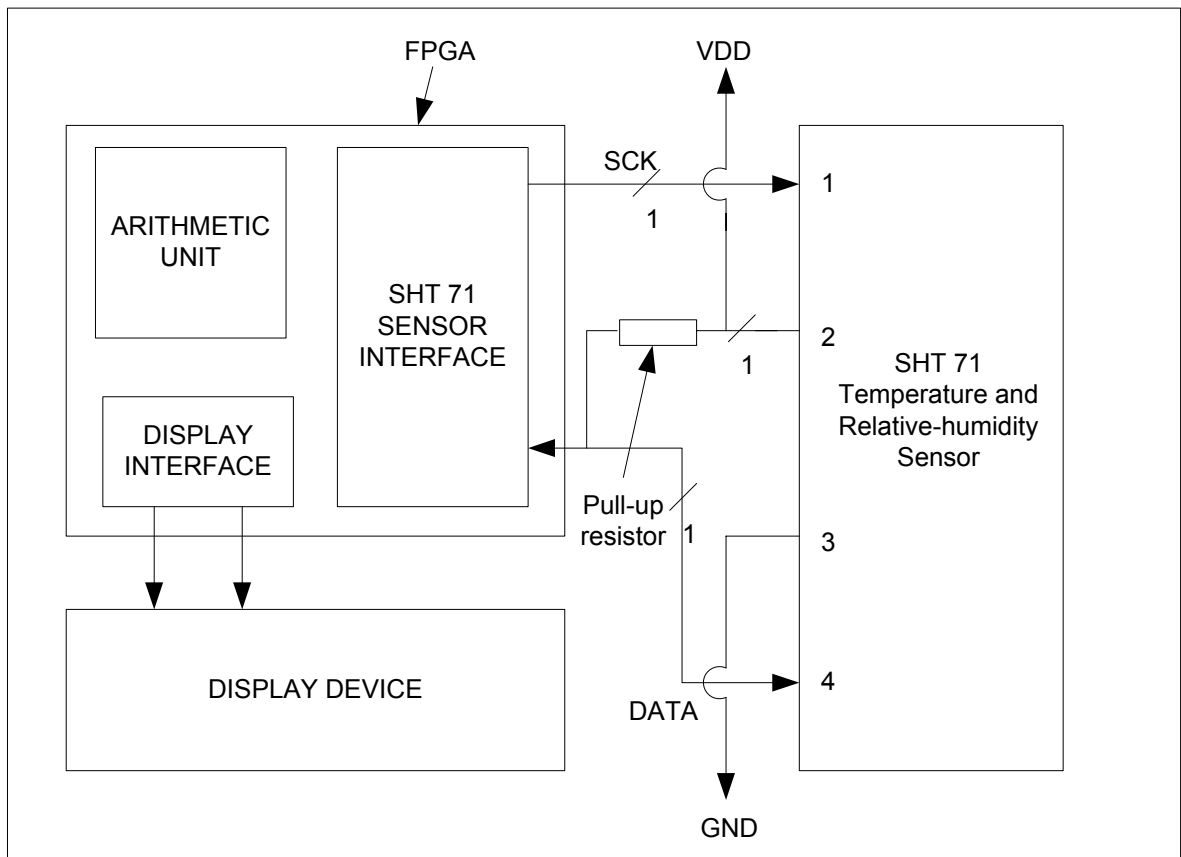 FPGA
VDD
SCK
1
1
ARITHMETIC
UNIT
SHT 71
SENSOR
INTERFACE
2
1
SHT 71
Temperature and
Relative-humidity
Sensor
DISPLAY
INTERFACE
Pull-up
resistor
1
3
DISPLAY DEVICE
4
DATA
GND